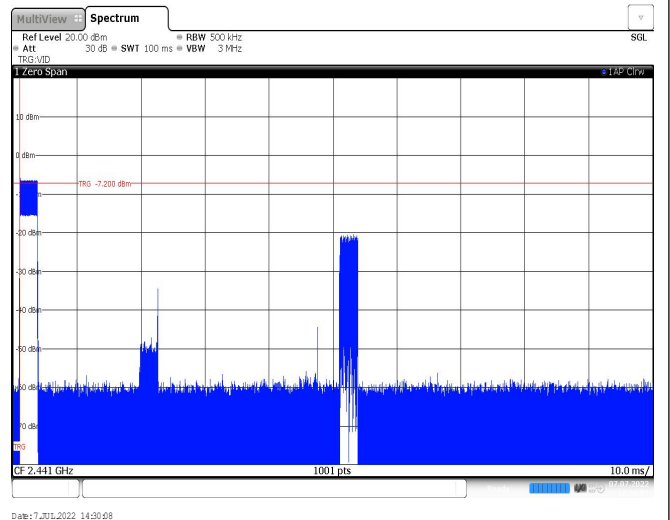 MultiView Spectrum
Ref Level 20.00 dBm RBW 500 kHz SGL
Att 30 dB SWT 100 ms VBW 3 MHz
TRG:VID
1 Zero Span 1AP Clrw
10 dBm
0 dBm
TRG -7.200 dBm
-20 dBm
-30 dBm
-40 dBm
-50 dBm
-60 dBm
-70 dBm
TRG
CF 2.441 GHz 1001 pts 10.0 ms/
07.07.2022
Date: 7.JUL.2022 14:30:08